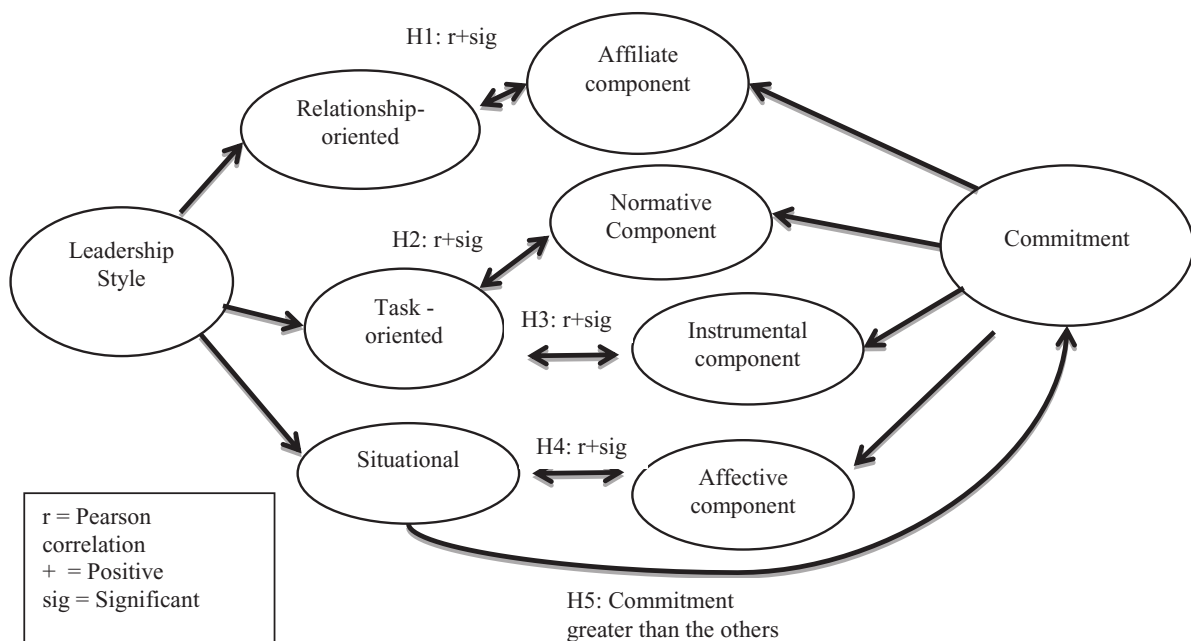 H1: r+sig
Affiliate
component
Relationship-
oriented
Normative
Component
H2: r+sig
Leadership
Style
Commitment
Task -
oriented
H3: r+sig
Instrumental
component
Situational
H4: r+sig
Affective
component
r = Pearson
correlation
+ = Positive
sig = Significant
H5: Commitment
greater than the others